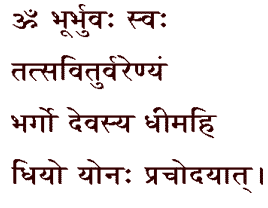 ॐ भूर्भुवः स्वः
तत्सवितुर्वरेण्यं
भर्गो देवस्य धीमहि
धियो योनः प्रचोदयात्।